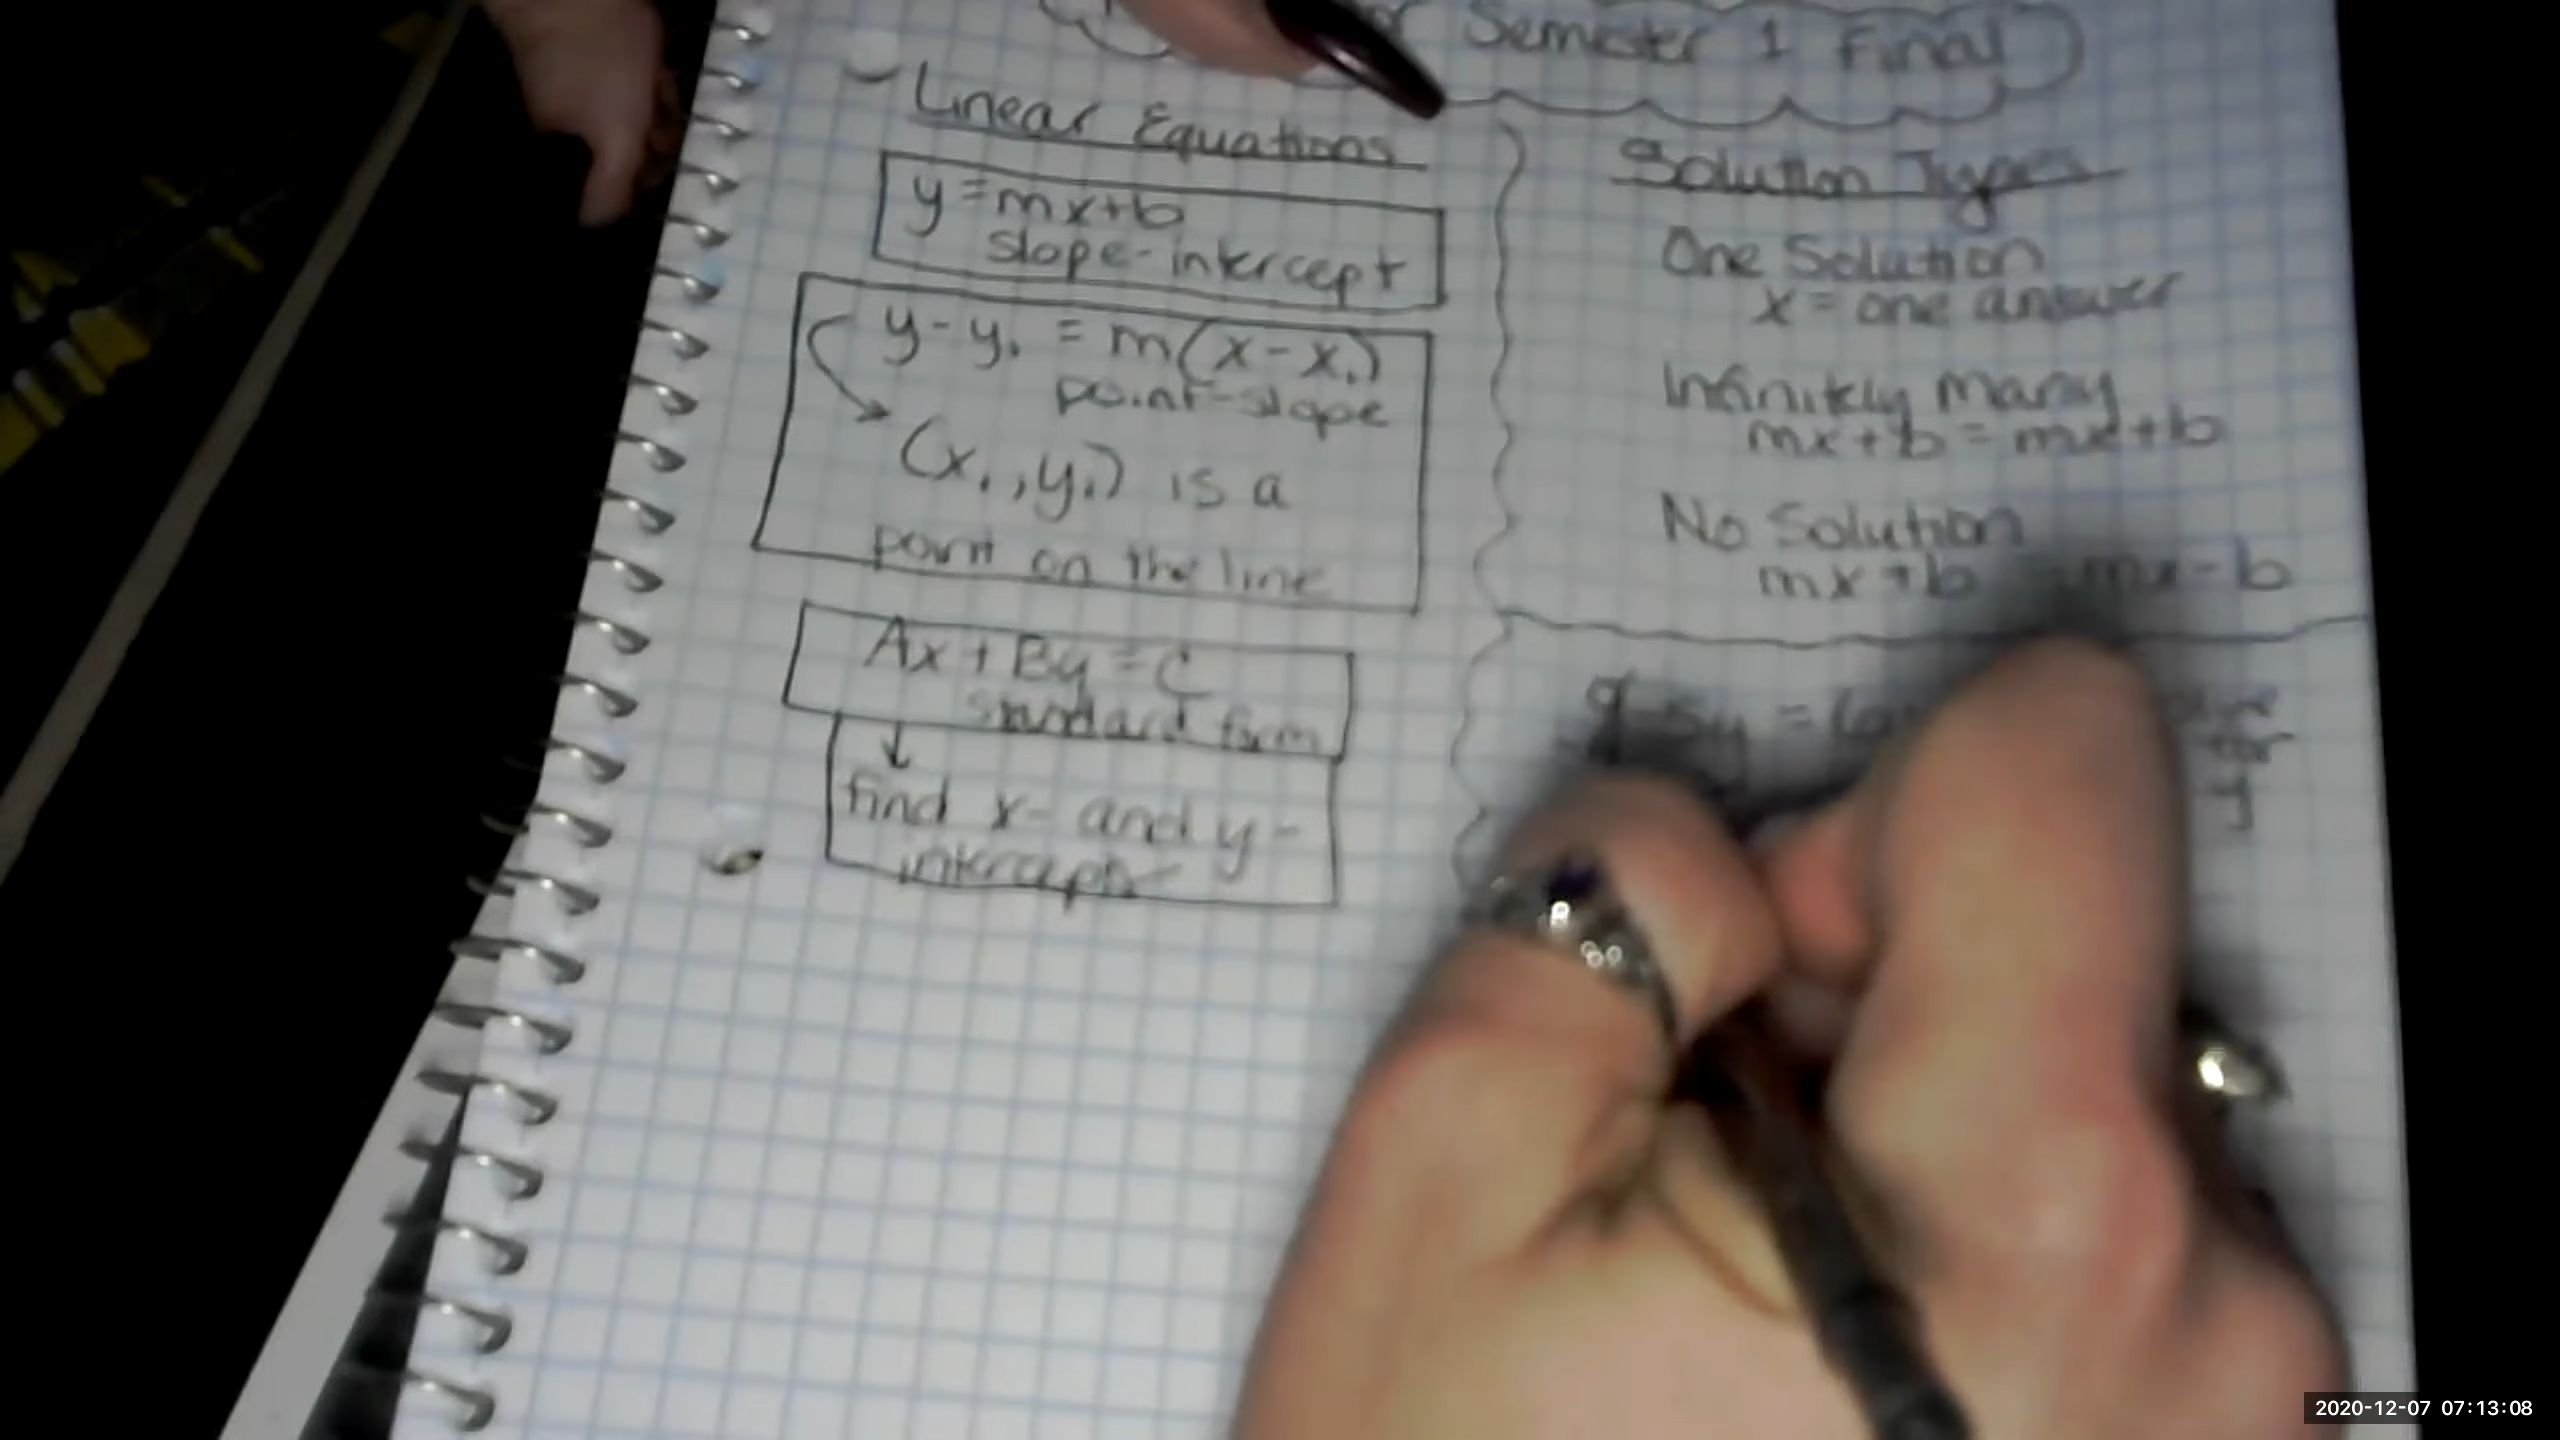 Semester 1 Final
- Linear Equations
y = mx+b
slope-intercept
y - y₁ = m(x - x₁)
point-slope
(x₁, y₁) is a
point on the line
Ax + By = C
standard form
↓
find x- and y-
intercepts
Solution Types
One Solution
x = one answer
Infinitely Many
mx + b = mx + b
No Solution
mx + b = mx - b
5y =
2020-12-07 07:13:08